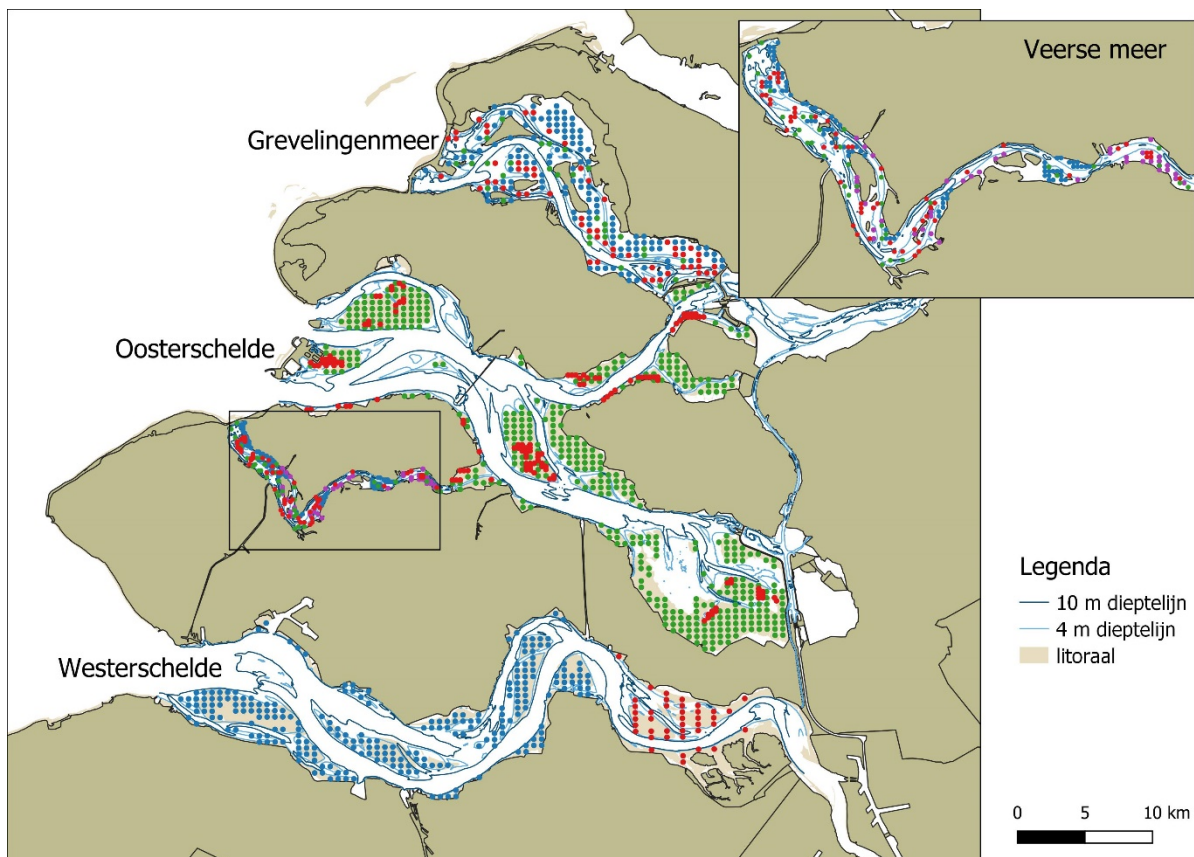 Veerse meer
Grevelingenmeer
Oosterschelde
Westerschelde
Legenda
10 m dieptelijn
4 m dieptelijn
litoraal
0 5 10 km